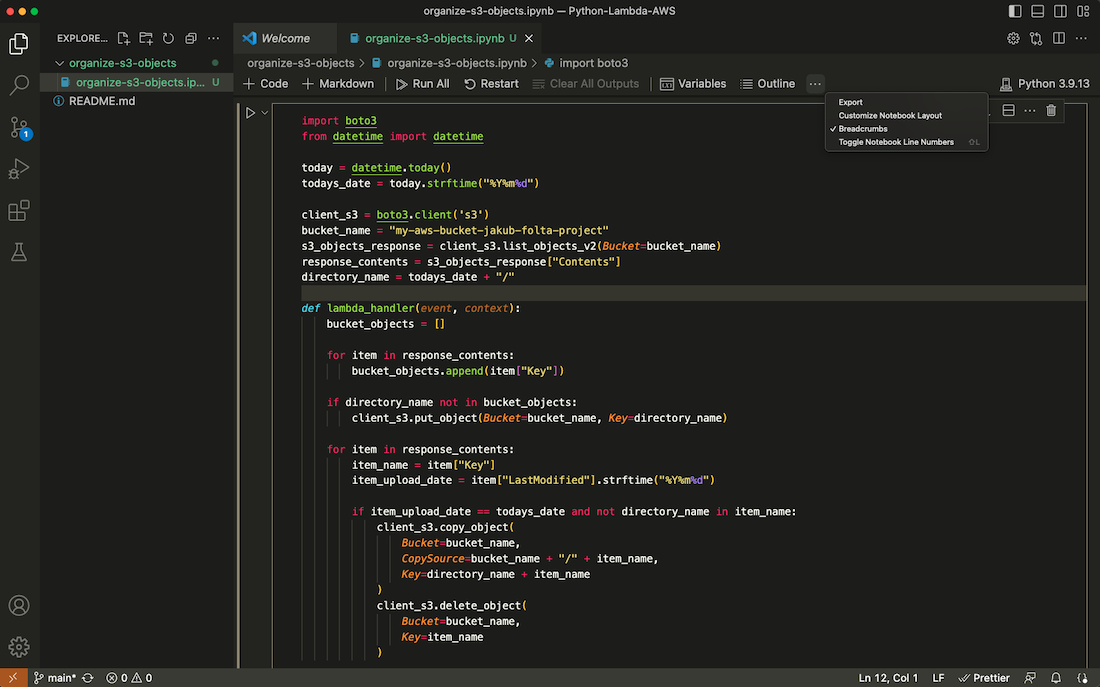 organize-s3-objects.ipynb — Python-Lambda-AWS
EXPLORE...
Welcome
organize-s3-objects.ipynb U
organize-s3-objects
organize-s3-objects.ip... U
README.md
organize-s3-objects > organize-s3-objects.ipynb > import boto3
+ Code + Markdown Run All Restart Clear All Outputs Variables Outline ... Python 3.9.13
Export
Customize Notebook Layout
✓ Breadcrumbs
Toggle Notebook Line Numbers ⇧L
1
import boto3
from datetime import datetime
today = datetime.today()
todays_date = today.strftime("%Y%m%d")
client_s3 = boto3.client('s3')
bucket_name = "my-aws-bucket-jakub-folta-project"
s3_objects_response = client_s3.list_objects_v2(Bucket=bucket_name)
response_contents = s3_objects_response["Contents"]
directory_name = todays_date + "/"
def lambda_handler(event, context):
bucket_objects = []
for item in response_contents:
bucket_objects.append(item["Key"])
if directory_name not in bucket_objects:
client_s3.put_object(Bucket=bucket_name, Key=directory_name)
for item in response_contents:
item_name = item["Key"]
item_upload_date = item["LastModified"].strftime("%Y%m%d")
if item_upload_date == todays_date and not directory_name in item_name:
client_s3.copy_object(
Bucket=bucket_name,
CopySource=bucket_name + "/" + item_name,
Key=directory_name + item_name
)
client_s3.delete_object(
Bucket=bucket_name,
Key=item_name
)
main* 0 0 Ln 12, Col 1 LF Prettier